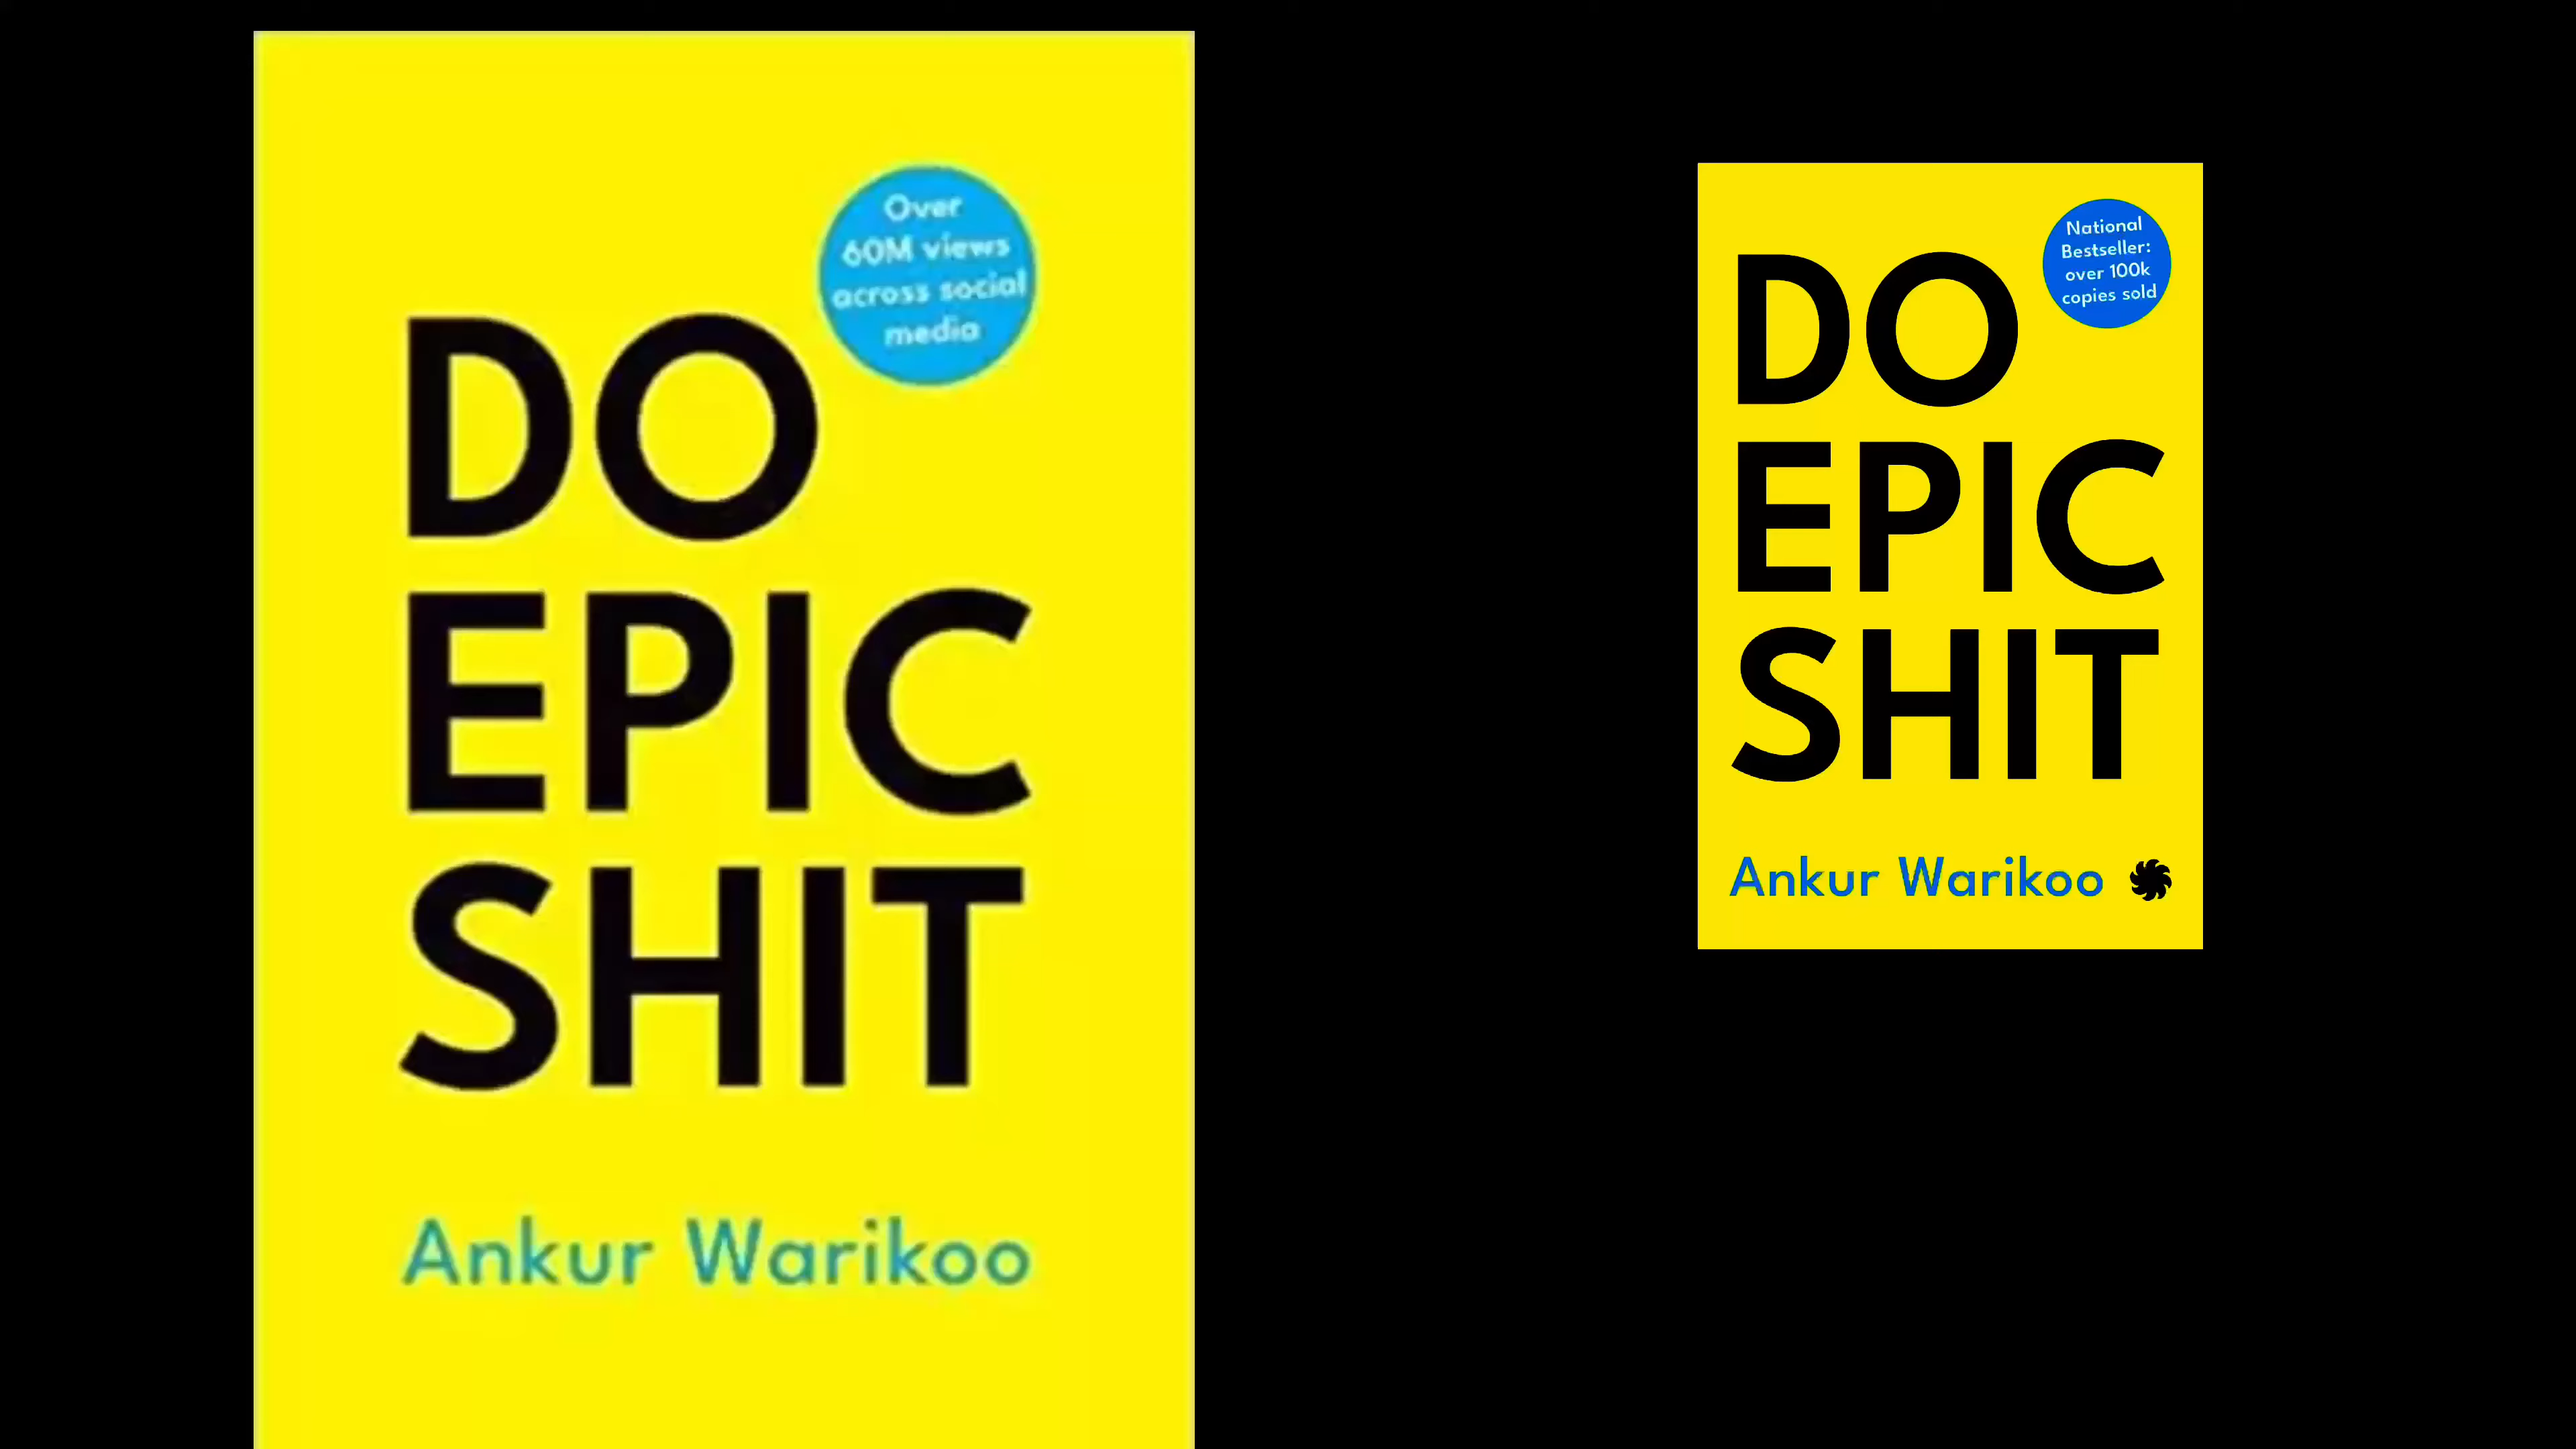 Over
60M views
across social
media
DO
EPIC
SHIT
Ankur Warikoo
National
Bestseller:
over 100k
copies sold
DO
EPIC
SHIT
Ankur Warikoo